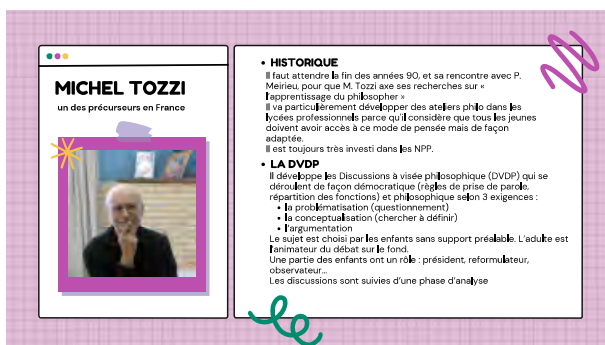 MICHEL TOZZI
un des précurseurs en France
• HISTORIQUE
Il faut attendre la fin des années 90, et sa rencontre avec P.
Meirieu, pour que M. Tozzi axe ses recherches sur «
l'apprentissage du philosopher »
Il va particulièrement développer des ateliers philo dans les
lycées professionnels parce qu'il considère que tous les jeunes
doivent avoir accès à ce mode de pensée mais de façon
adaptée.
Il est toujours très investi dans les NPP.
• LA DVDP
Il développe les Discussions à visée philosophique (DVDP) qui se
déroulent de façon démocratique (règles de prise de parole,
répartition des fonctions) et philosophique selon 3 exigences :
• la problématisation (questionnement)
• la conceptualisation (chercher à définir)
• l'argumentation
Le sujet est choisi par les enfants sans support préalable. L'adulte est
l'animateur du débat sur le fond.
Une partie des enfants ont un rôle : président, reformulateur,
observateur...
Les discussions sont suivies d'une phase d'analyse